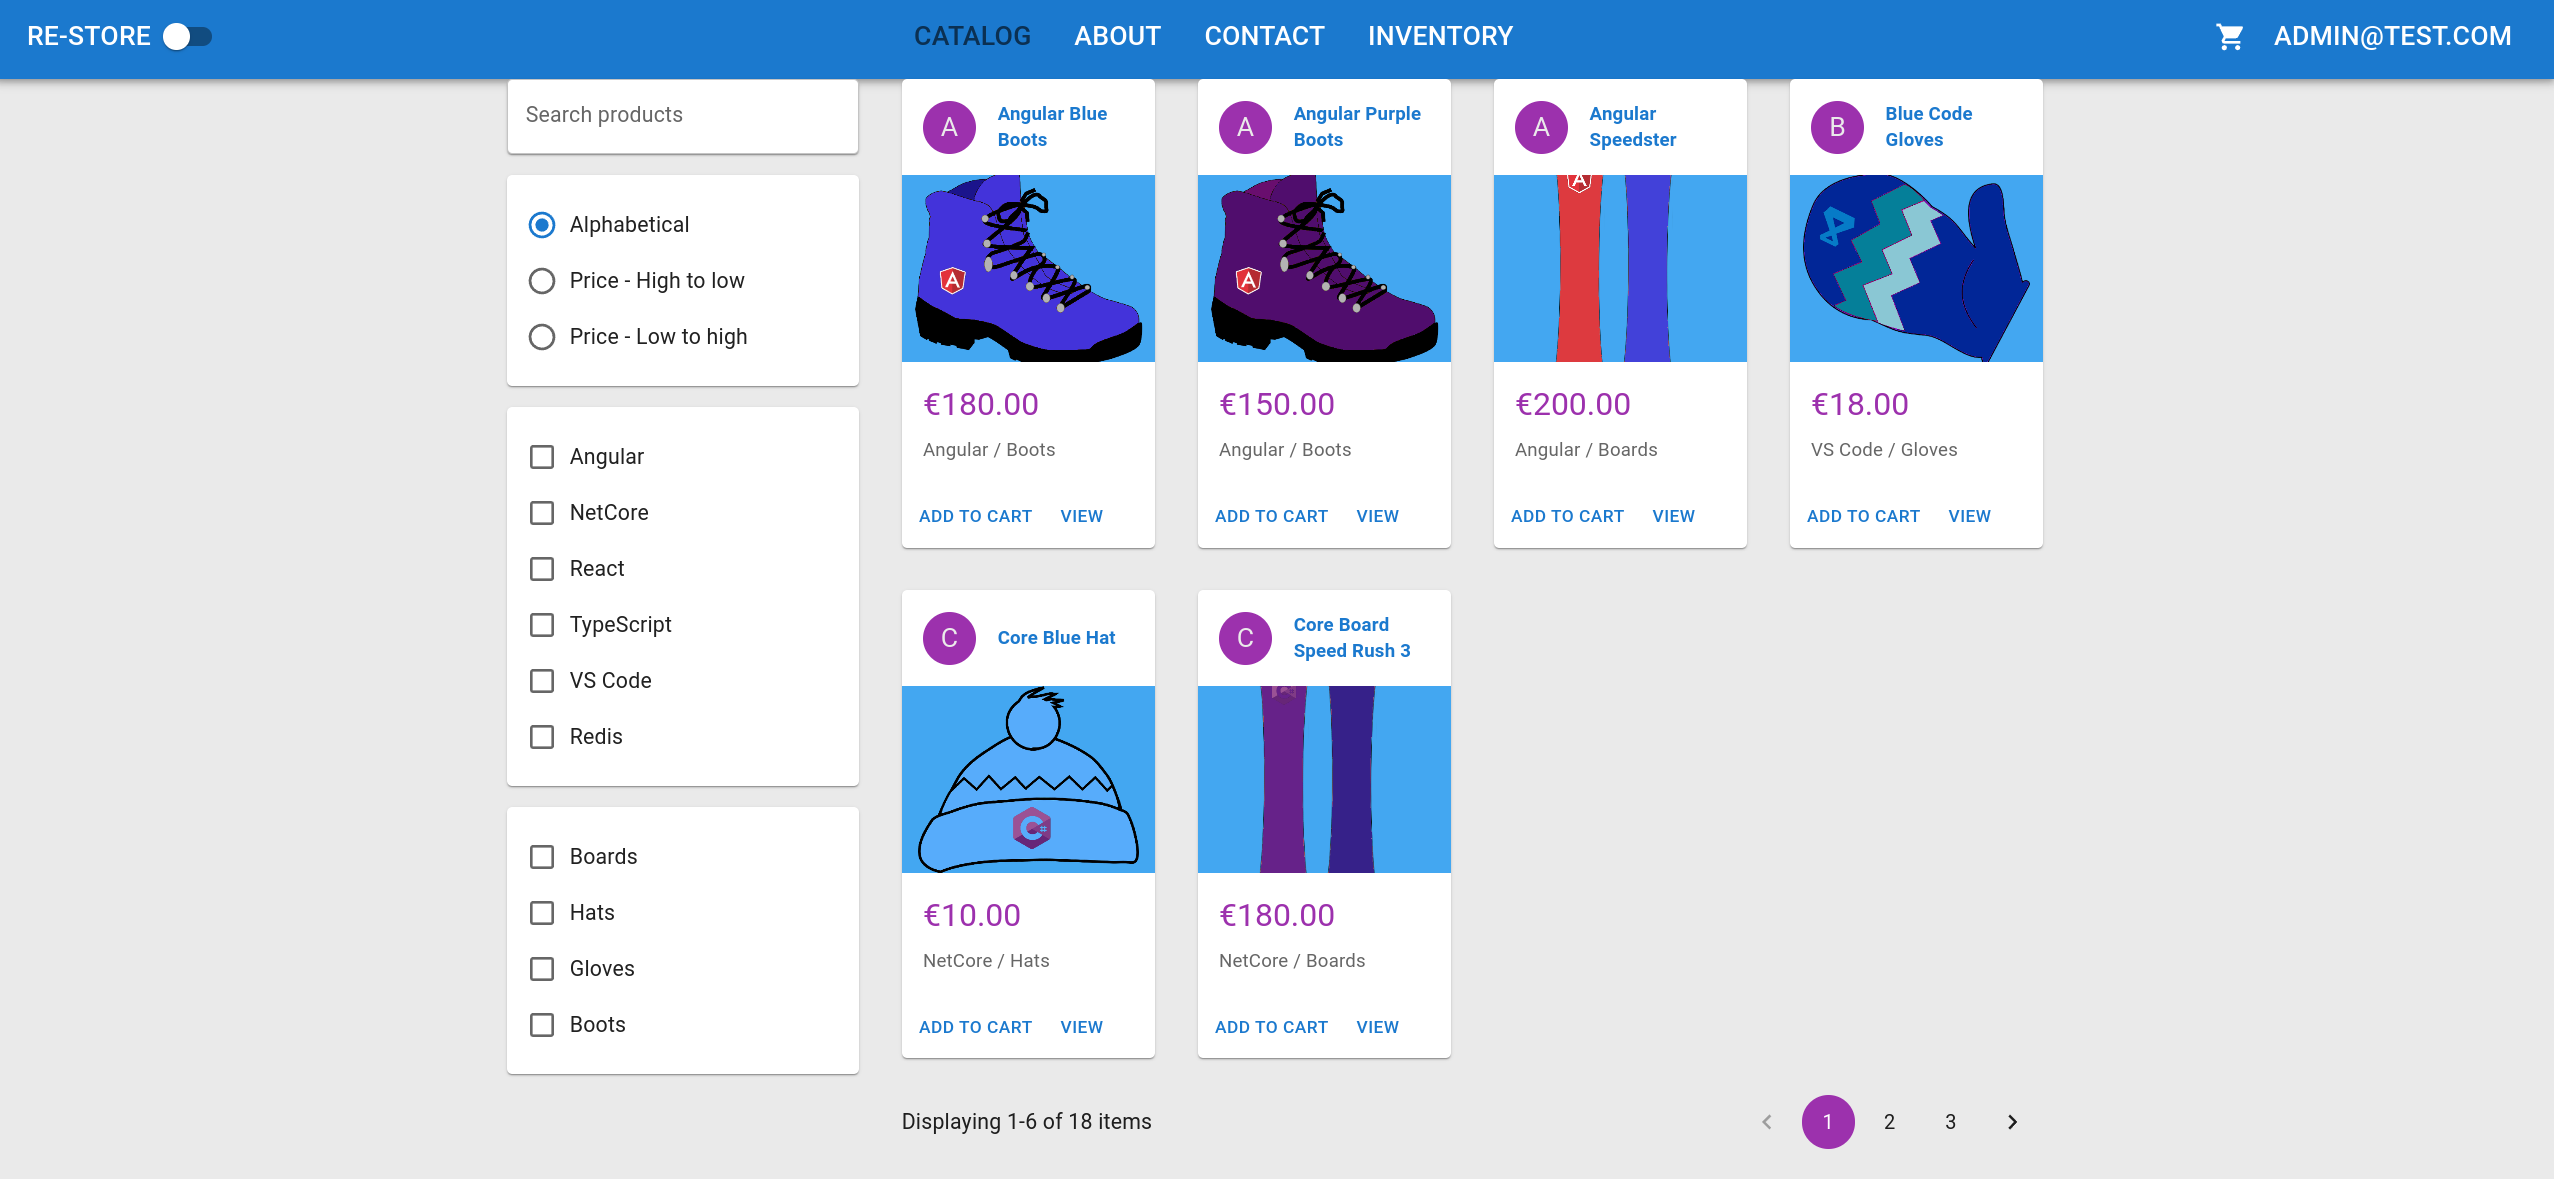 RE-STORE
CATALOG
ABOUT
CONTACT
INVENTORY
ADMIN@TEST.COM
Search products
Alphabetical
Price - High to low
Price - Low to high
Angular
NetCore
React
TypeScript
VS Code
Redis
Boards
Hats
Gloves
Boots
A
Angular Blue
Boots
A
€180.00
Angular / Boots
ADD TO CART
VIEW
A
Angular Purple
Boots
A
€150.00
Angular / Boots
ADD TO CART
VIEW
A
Angular
Speedster
A
€200.00
Angular / Boards
ADD TO CART
VIEW
B
Blue Code
Gloves
€18.00
VS Code / Gloves
ADD TO CART
VIEW
C
Core Blue Hat
C#
€10.00
NetCore / Hats
ADD TO CART
VIEW
C
Core Board
Speed Rush 3
€180.00
NetCore / Boards
ADD TO CART
VIEW
Displaying 1-6 of 18 items
1
2
3